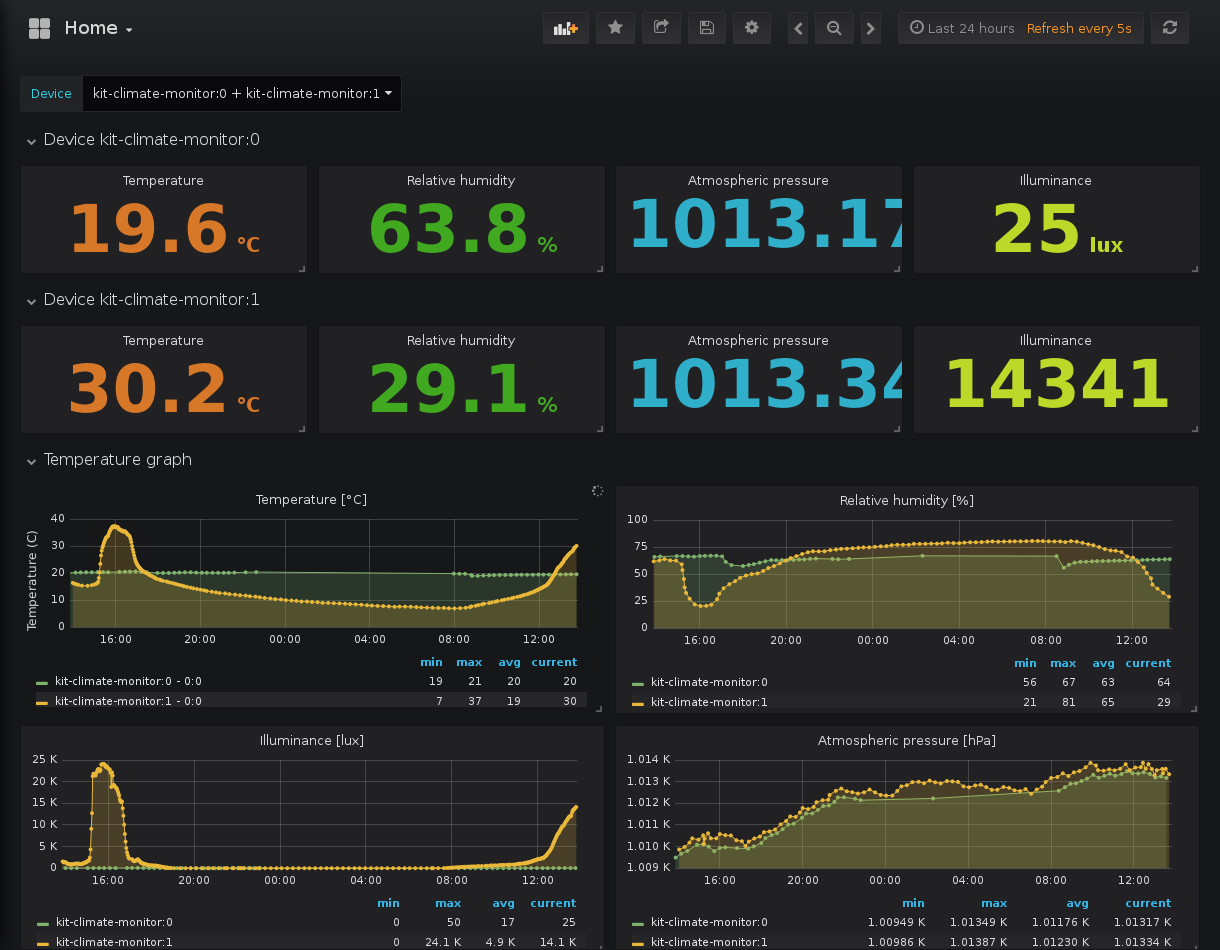 Home
Last 24 hours Refresh every 5s
Device kit-climate-monitor:0 + kit-climate-monitor:1
Device kit-climate-monitor:0
Temperature Relative humidity Atmospheric pressure Illuminance
19.6 °C 63.8 % 1013.17 25 lux
Device kit-climate-monitor:1
Temperature Relative humidity Atmospheric pressure Illuminance
30.2 °C 29.1 % 1013.34 14341
Temperature graph
Temperature [°C]
Temperature (C)
40
30
20
10
0
16:00 20:00 00:00 04:00 08:00 12:00
min max avg current
kit-climate-monitor:0 - 0:0 19 21 20 20
kit-climate-monitor:1 - 0:0 7 37 19 30
Relative humidity [%]
100
75
50
25
0
16:00 20:00 00:00 04:00 08:00 12:00
min max avg current
kit-climate-monitor:0 56 67 63 64
kit-climate-monitor:1 21 81 65 29
Illuminance [lux]
25 K
20 K
15 K
10 K
5 K
0
16:00 20:00 00:00 04:00 08:00 12:00
min max avg current
kit-climate-monitor:0 0 50 17 25
kit-climate-monitor:1 0 24.1 K 4.9 K 14.1 K
Atmospheric pressure [hPa]
1.014 K
1.013 K
1.012 K
1.011 K
1.010 K
1.009 K
16:00 20:00 00:00 04:00 08:00 12:00
min max avg current
kit-climate-monitor:0 1.00949 K 1.01349 K 1.01176 K 1.01317 K
kit-climate-monitor:1 1.00986 K 1.01387 K 1.01230 K 1.01334 K